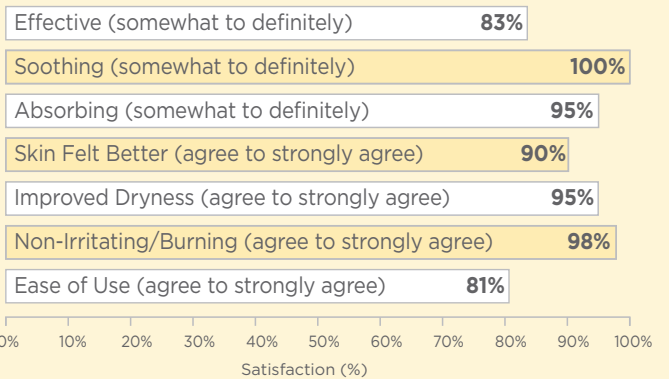 Effective (somewhat to definitely) 83%
Soothing (somewhat to definitely) 100%
Absorbing (somewhat to definitely) 95%
Skin Felt Better (agree to strongly agree) 90%
Improved Dryness (agree to strongly agree) 95%
Non-Irritating/Burning (agree to strongly agree) 98%
Ease of Use (agree to strongly agree) 81%
0% 10% 20% 30% 40% 50% 60% 70% 80% 90% 100%
Satisfaction (%)